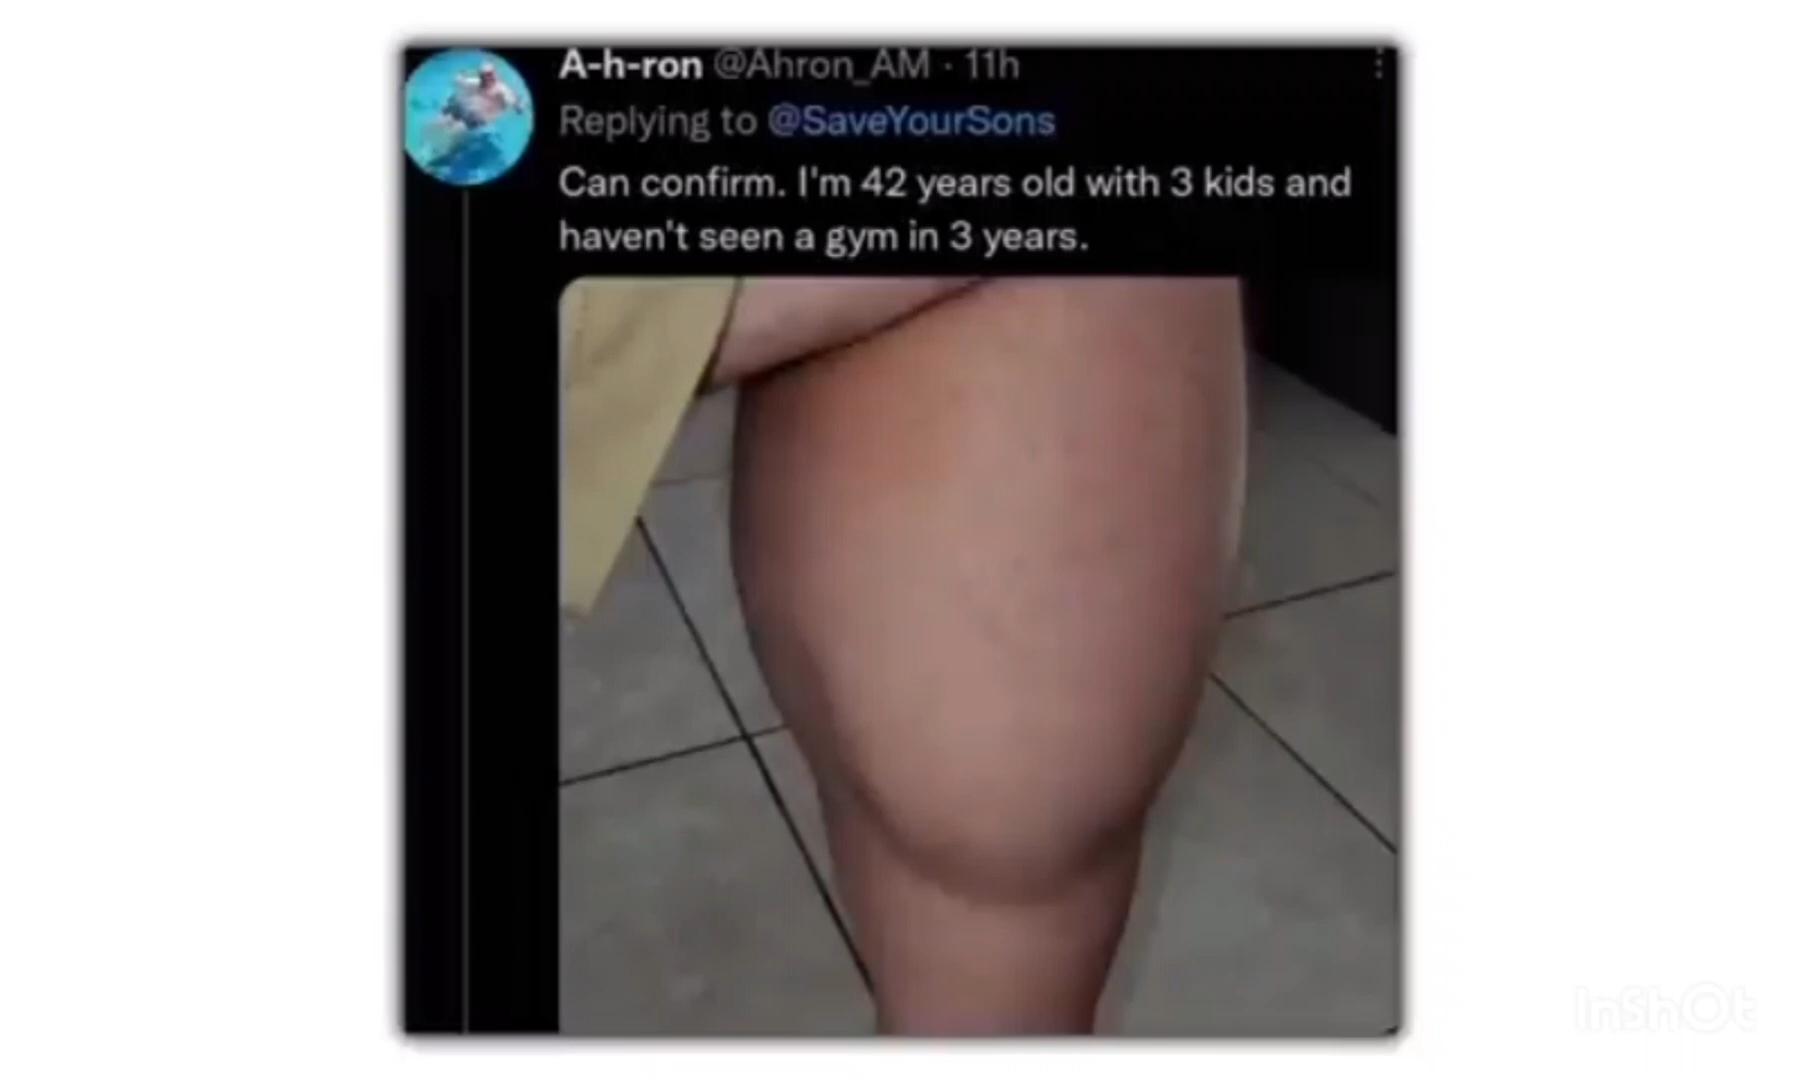 A-h-ron @Ahron_AM · 11h
Replying to @SaveYourSons
Can confirm. I'm 42 years old with 3 kids and
haven't seen a gym in 3 years.
InShOt